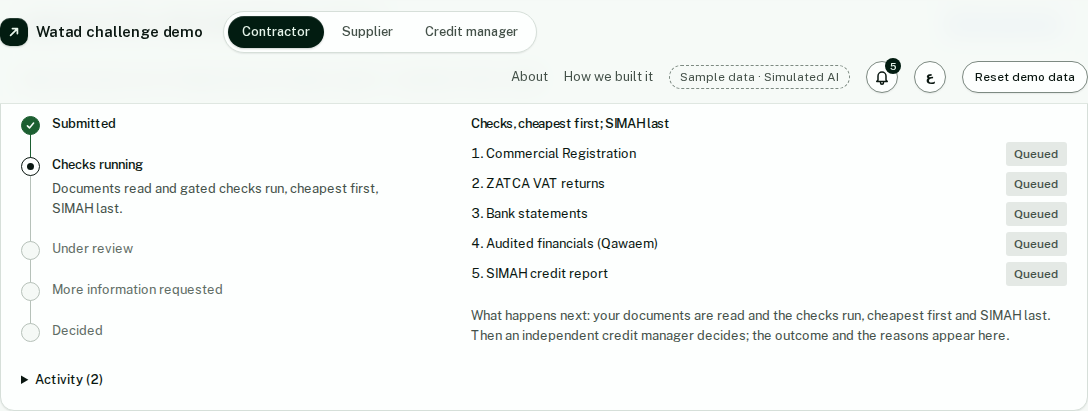 Watad challenge demo
Contractor
Supplier
Credit manager
About
How we built it
Sample data · Simulated AI
5
ع
Reset demo data
Submitted
Checks running
Documents read and gated checks run, cheapest first,
SIMAH last.
Under review
More information requested
Decided
Activity (2)
Checks, cheapest first; SIMAH last
1. Commercial Registration Queued
2. ZATCA VAT returns Queued
3. Bank statements Queued
4. Audited financials (Qawaem) Queued
5. SIMAH credit report Queued
What happens next: your documents are read and the checks run, cheapest first and SIMAH last.
Then an independent credit manager decides; the outcome and the reasons appear here.